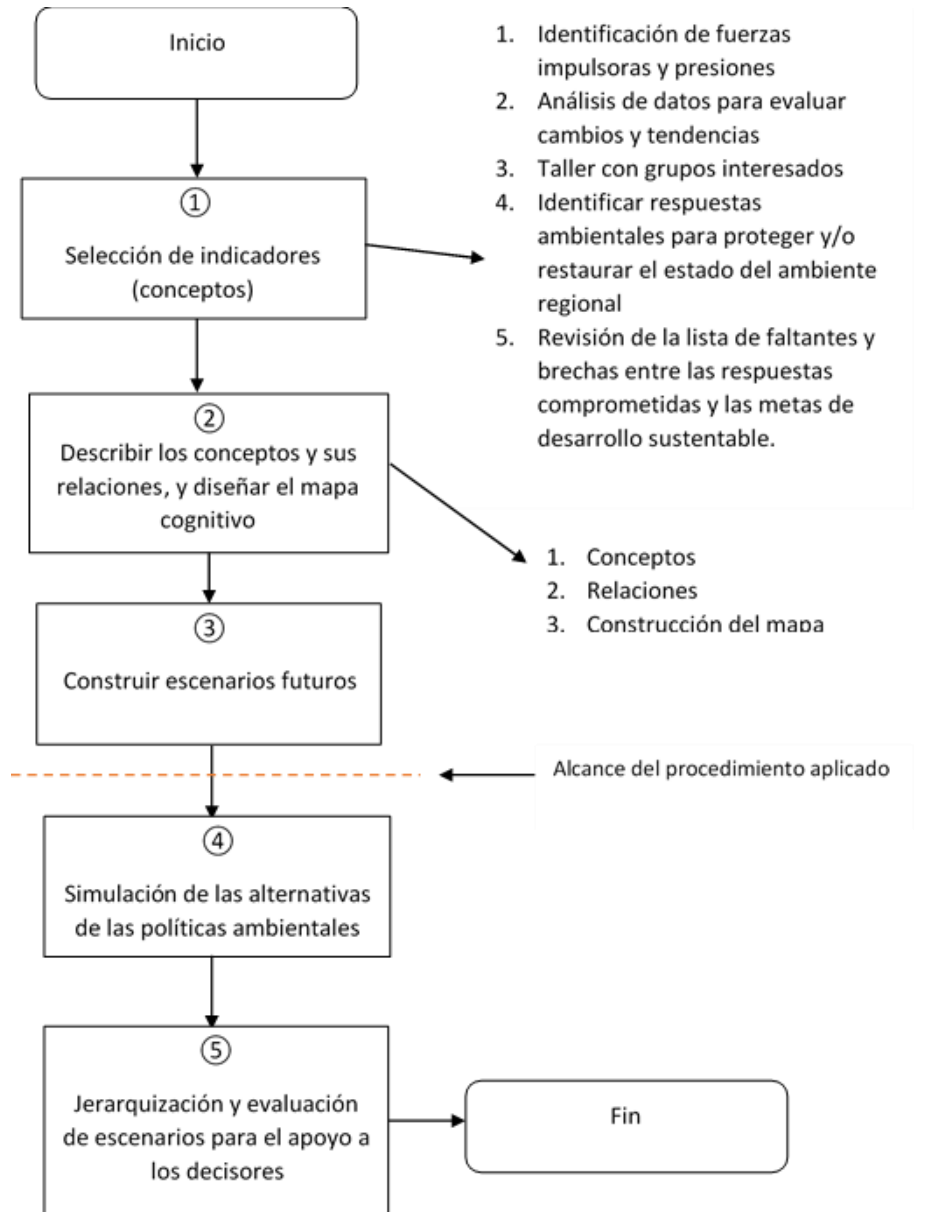 Inicio
①
Selección de indicadores
(conceptos)
1. Identificación de fuerzas
impulsoras y presiones
2. Análisis de datos para evaluar
cambios y tendencias
3. Taller con grupos interesados
4. Identificar respuestas
ambientales para proteger y/o
restaurar el estado del ambiente
regional
5. Revisión de la lista de faltantes y
brechas entre las respuestas
comprometidas y las metas de
desarrollo sustentable.
②
Describir los conceptos y sus
relaciones, y diseñar el mapa
cognitivo
1. Conceptos
2. Relaciones
3. Construcción del mapa
③
Construir escenarios futuros
Alcance del procedimiento aplicado
④
Simulación de las alternativas
de las políticas ambientales
⑤
Jerarquización y evaluación
de escenarios para el apoyo a
los decisores
Fin